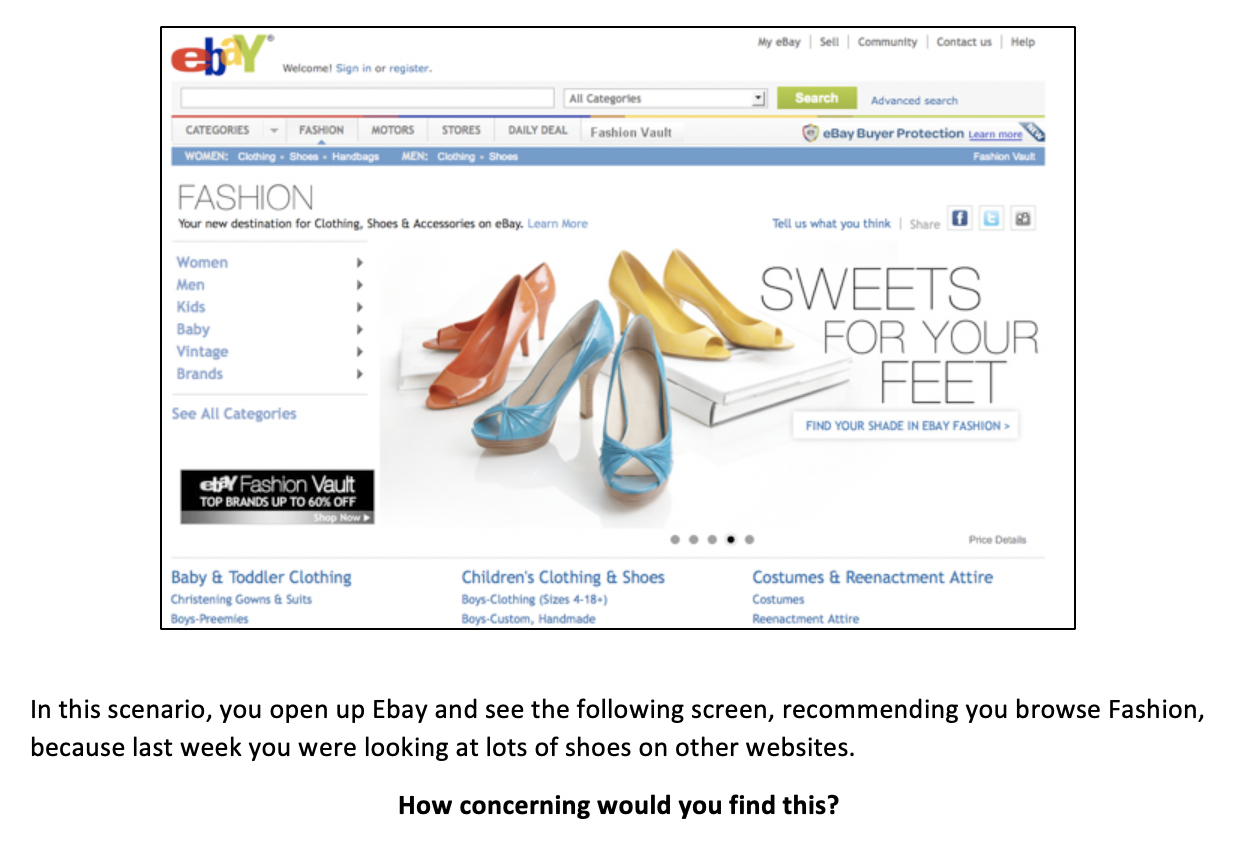 ebaY®
My eBay | Sell | Community | Contact us | Help
Welcome! Sign in or register.
All Categories
Search
Advanced search
CATEGORIES FASHION MOTORS STORES DAILY DEAL Fashion Vault
eBay Buyer Protection Learn more
WOMEN: Clothing • Shoes • Handbags MEN: Clothing • Shoes
Fashion Vault
FASHION
Your new destination for Clothing, Shoes & Accessories on eBay. Learn More
Tell us what you think | Share
Women
Men
Kids
Baby
Vintage
Brands
See All Categories
SWEETS
FOR YOUR
FEET
FIND YOUR SHADE IN EBAY FASHION >
ebaY Fashion Vault
TOP BRANDS UP TO 60% OFF
Shop Now
Price Details
Baby & Toddler Clothing
Christening Gowns & Suits
Boys-Preemies
Children's Clothing & Shoes
Boys-Clothing (Sizes 4-18+)
Boys-Custom, Handmade
Costumes & Reenactment Attire
Costumes
Reenactment Attire
In this scenario, you open up Ebay and see the following screen, recommending you browse Fashion,
because last week you were looking at lots of shoes on other websites.
How concerning would you find this?